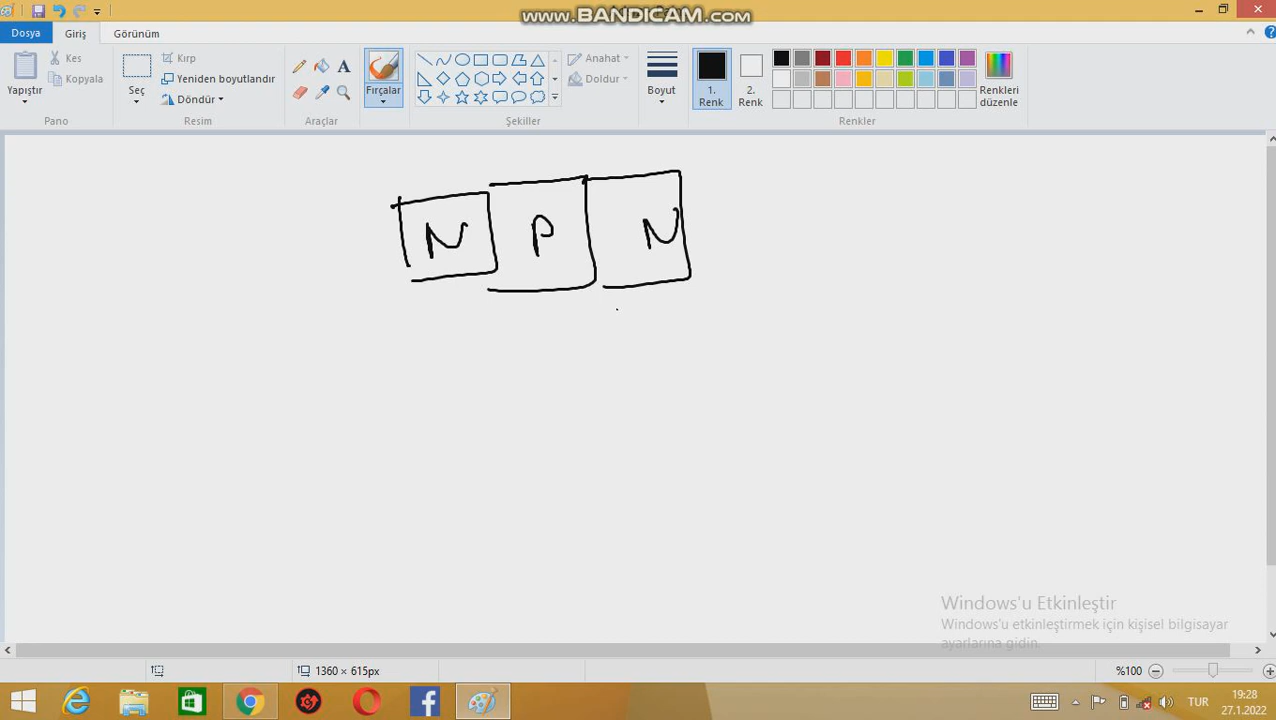 www.BANDICAM.com
Dosya Giriş Görünüm
Yapıştır
Kes
Kopyala
Pano
Seç
Kırp
Yeniden boyutlandır
Döndür
Resim
A
Araçlar
Fırçalar
Şekiller
Anahat
Doldur
Boyut
1.
Renk
2.
Renk
Renkleri
düzenle
Renkler
N P N
Windows'u Etkinleştir
Windows'u etkinleştirmek için kişisel bilgisayar
ayarlarına gidin.
1360 × 615px
%100
TUR
19:28
27.1.2022